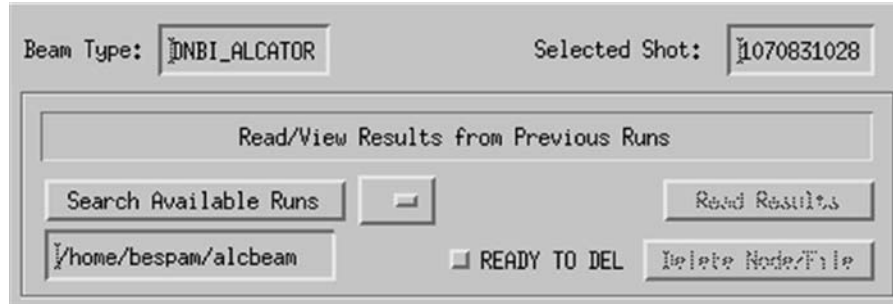 Beam Type: DNBI_ALCATOR Selected Shot: 1070831028
Read/View Results from Previous Runs
Search Available Runs Read Results
/home/bespam/alcbeam READY TO DEL Delete Node/File